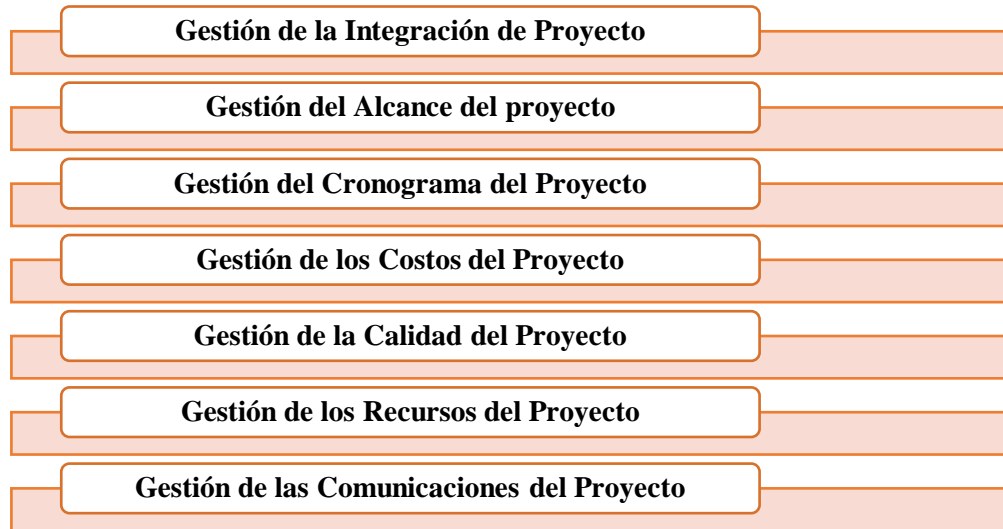 Gestión de la Integración de Proyecto
Gestión del Alcance del proyecto
Gestión del Cronograma del Proyecto
Gestión de los Costos del Proyecto
Gestión de la Calidad del Proyecto
Gestión de los Recursos del Proyecto
Gestión de las Comunicaciones del Proyecto